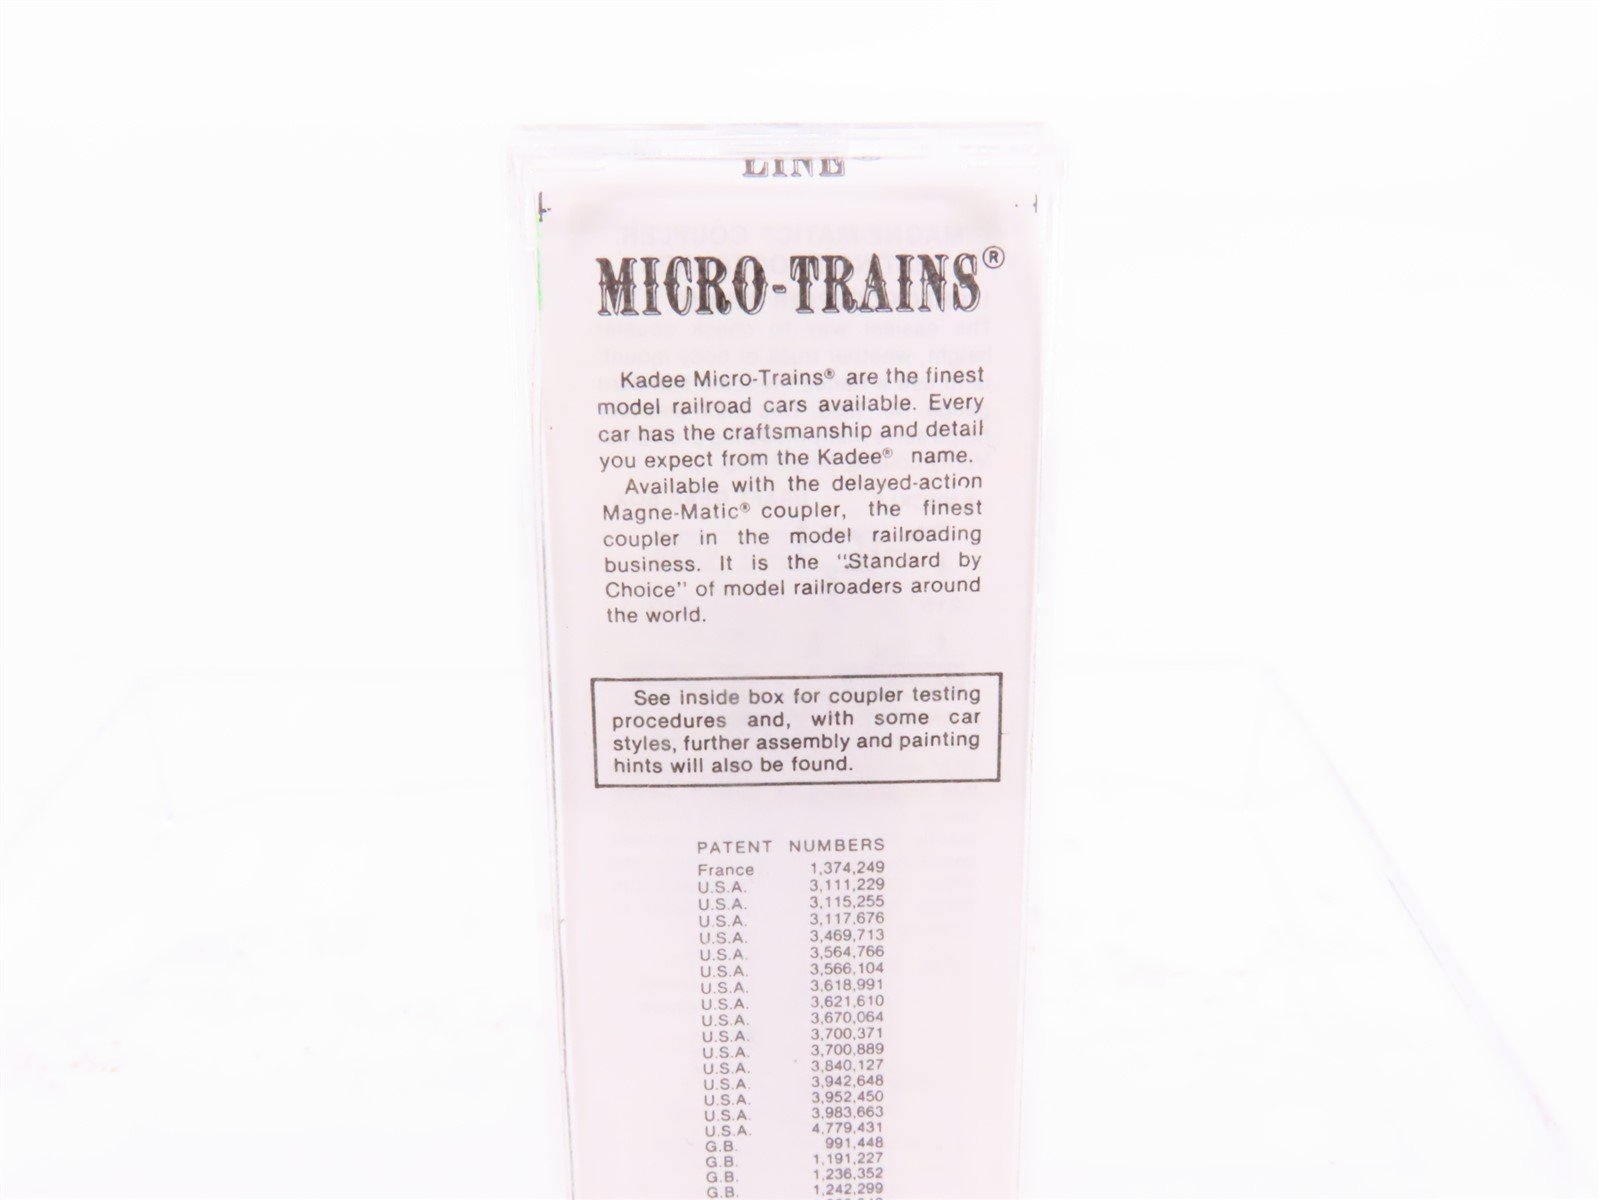 LINE®
MICRO-TRAINS®
Kadee Micro-Trains® are the finest
model railroad cars available. Every
car has the craftsmanship and detail
you expect from the Kadee® name.
Available with the delayed-action
Magne-Matic® coupler, the finest
coupler in the model railroading
business. It is the "Standard by
Choice" of model railroaders around
the world.
See inside box for coupler testing
procedures and, with some car
styles, further assembly and painting
hints will also be found.
PATENT NUMBERS
France 1,374,249
U.S.A. 3,111,229
U.S.A. 3,115,255
U.S.A. 3,117,676
U.S.A. 3,469,713
U.S.A. 3,564,766
U.S.A. 3,566,104
U.S.A. 3,618,991
U.S.A. 3,621,610
U.S.A. 3,670,064
U.S.A. 3,700,371
U.S.A. 3,700,889
U.S.A. 3,840,127
U.S.A. 3,942,648
U.S.A. 3,952,450
U.S.A. 3,983,663
U.S.A. 4,779,431
G.B. 991,448
G.B. 1,191,227
G.B. 1,236,352
G.B. 1,242,299